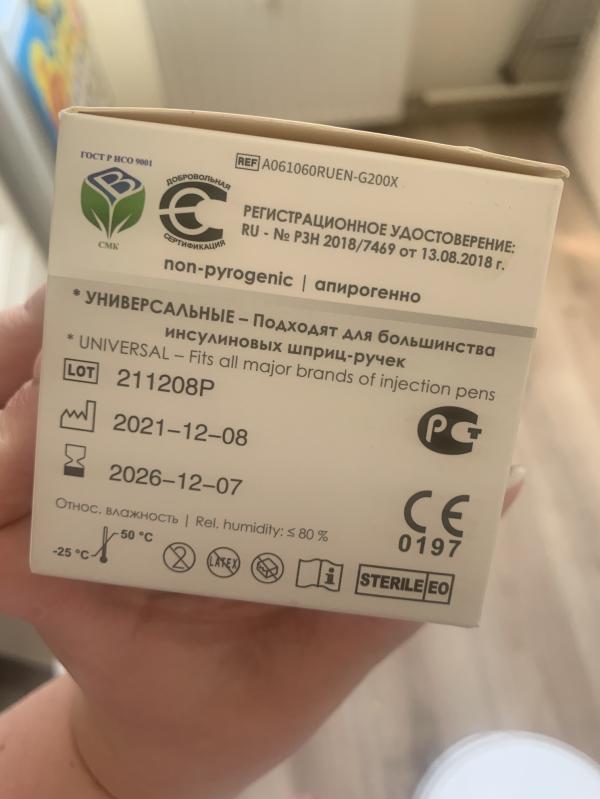 ГОСТ Р ИСО 9001
СМК
ДОБРОВОЛЬНАЯ
СЕРТИФИКАЦИЯ
REF A061060RUEN-G200X
РЕГИСТРАЦИОННОЕ УДОСТОВЕРЕНИЕ:
RU - № РЗН 2018/7469 от 13.08.2018 г.
non-pyrogenic | апирогенно
* УНИВЕРСАЛЬНЫЕ – Подходят для большинства
инсулиновых шприц-ручек
* UNIVERSAL – Fits all major brands of injection pens
LOT 211208P
2021-12-08
2026-12-07
РСТ
CE
0197
Относ. влажность | Rel. humidity: ≤ 80 %
-25 °C
50 °C
2
LATEX
i
STERILE EO